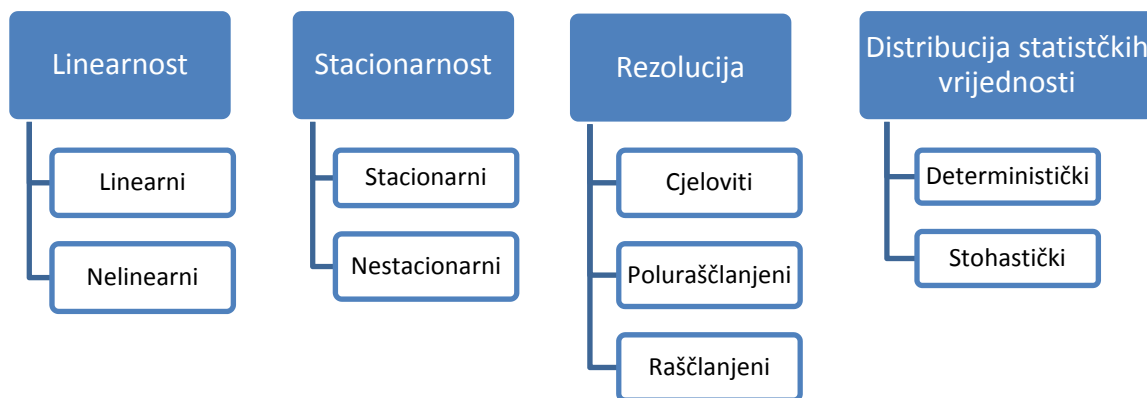 Linearnost
Linearni
Nelinearni
Stacionarnost
Stacionarni
Nestacionarni
Rezolucija
Cjeloviti
Poluraščlanjeni
Raščlanjeni
Distribucija statistčkih
vrijednosti
Deterministički
Stohastički